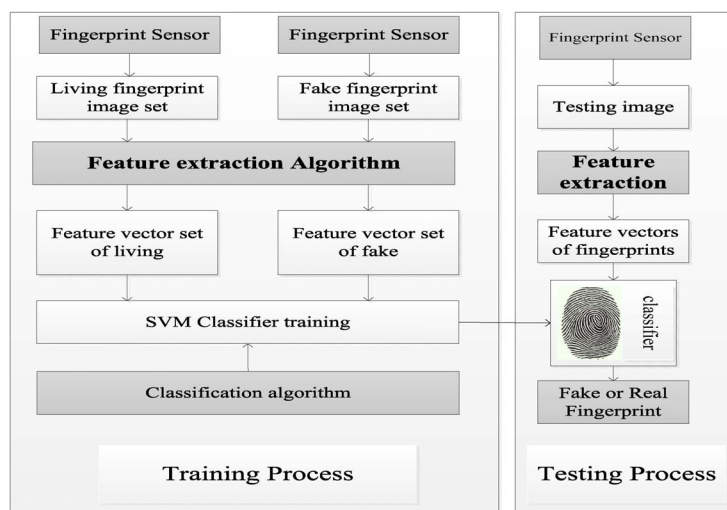 Fingerprint Sensor
Fingerprint Sensor
Living fingerprint
image set
Fake fingerprint
image set
Feature extraction Algorithm
Feature vector set
of living
Feature vector set
of fake
SVM Classifier training
Classification algorithm
Training Process
Fingerprint Sensor
Testing image
Feature
extraction
Feature vectors
of fingerprints
classifier
Fake or Real
Fingerprint
Testing Process